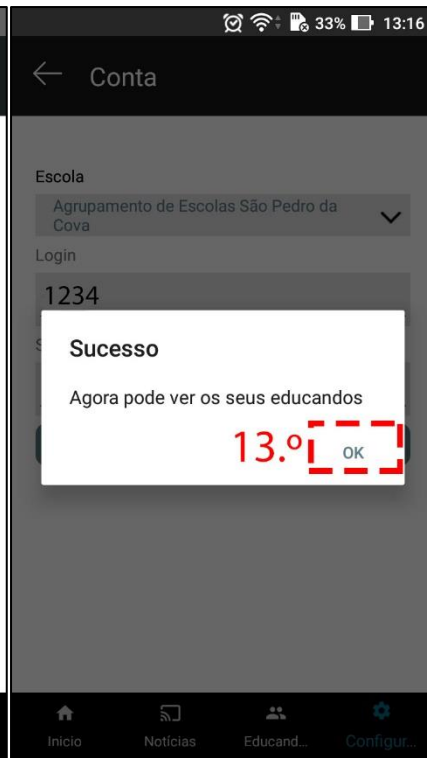 33% 13:16
Conta
Escola
Agrupamento de Escolas São Pedro da
Cova
Login
1234
S
Sucesso
Agora pode ver os seus educandos
13.º OK
Inicio Notícias Educand... Configur...